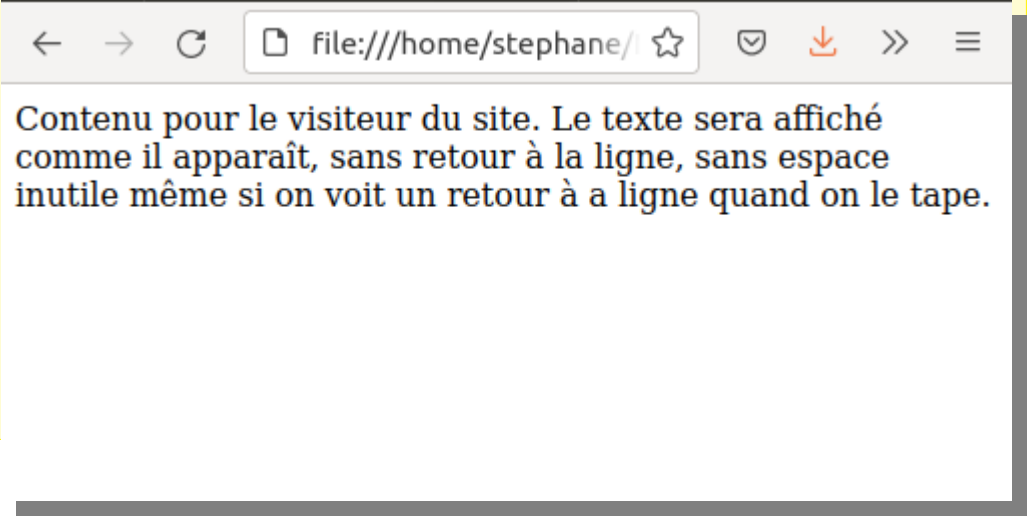 file:///home/stephane/
Contenu pour le visiteur du site. Le texte sera affiché
comme il apparaît, sans retour à la ligne, sans espace
inutile même si on voit un retour à a ligne quand on le tape.